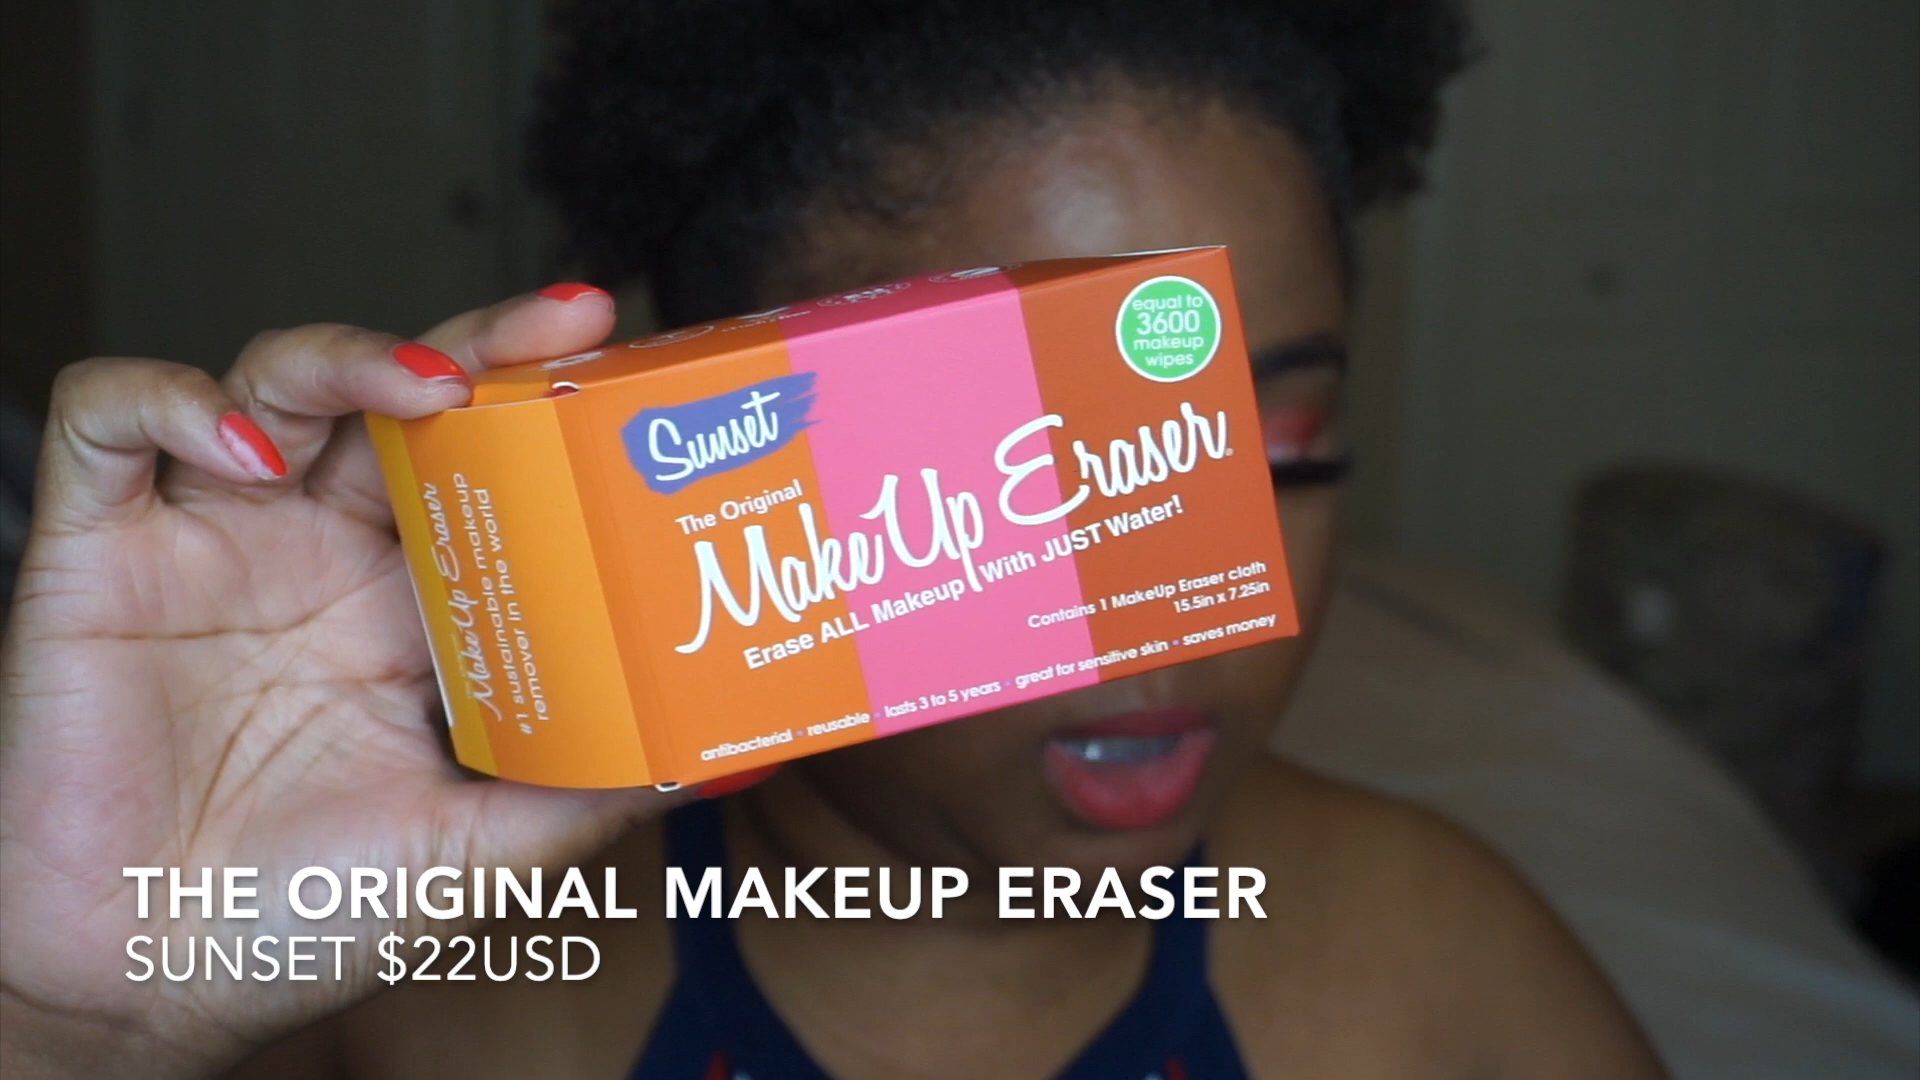 equal to
3600
makeup
wipes
Sunset
The Original
MakeUp Eraser
Erase ALL Makeup With JUST Water!
Contains 1 MakeUp Eraser cloth
15.5in x 7.25in
antibacterial • reusable • lasts 3 to 5 years • great for sensitive skin • saves money
MakeUp Eraser
#1 sustainable makeup
remover in the world
THE ORIGINAL MAKEUP ERASER
SUNSET $22USD